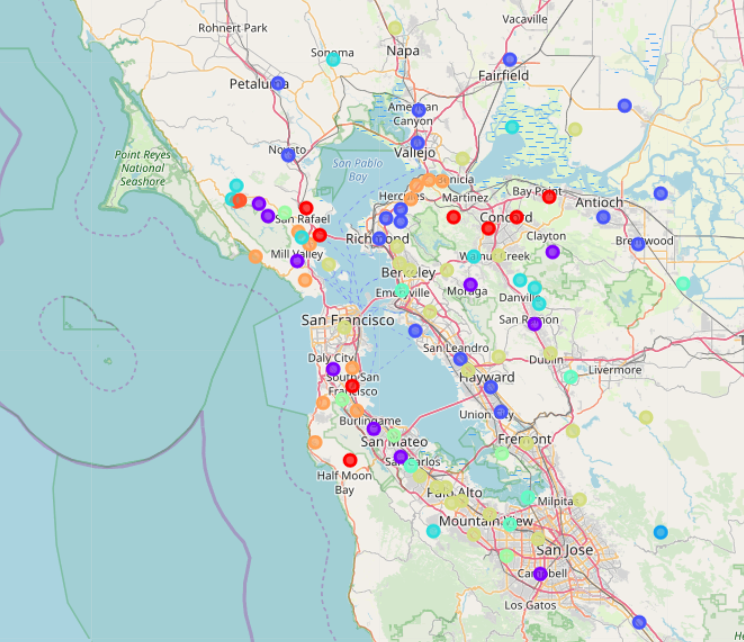 Vacaville
Rohnert Park
Napa
Sonoma
Fairfield
Petaluma
American
Canyon
Novato
Vallejo
San Pablo
Bay
Point Reyes
National
Seashore
Benicia
Hercules
Martinez
Bay Point
Antioch
San Rafael
Concord
Richmond
Clayton
Brentwood
Mill Valley
Walnut Creek
Berkeley
Emeryville
Moraga
Danville
San Francisco
San Ramon
Daly City
San Leandro
Dublin
Livermore
South San
Francisco
Hayward
Burlingame
Union City
San Mateo
Fremont
San Carlos
Half Moon
Bay
Palo Alto
Milpitas
Mountain View
San Jose
Campbell
Los Gatos